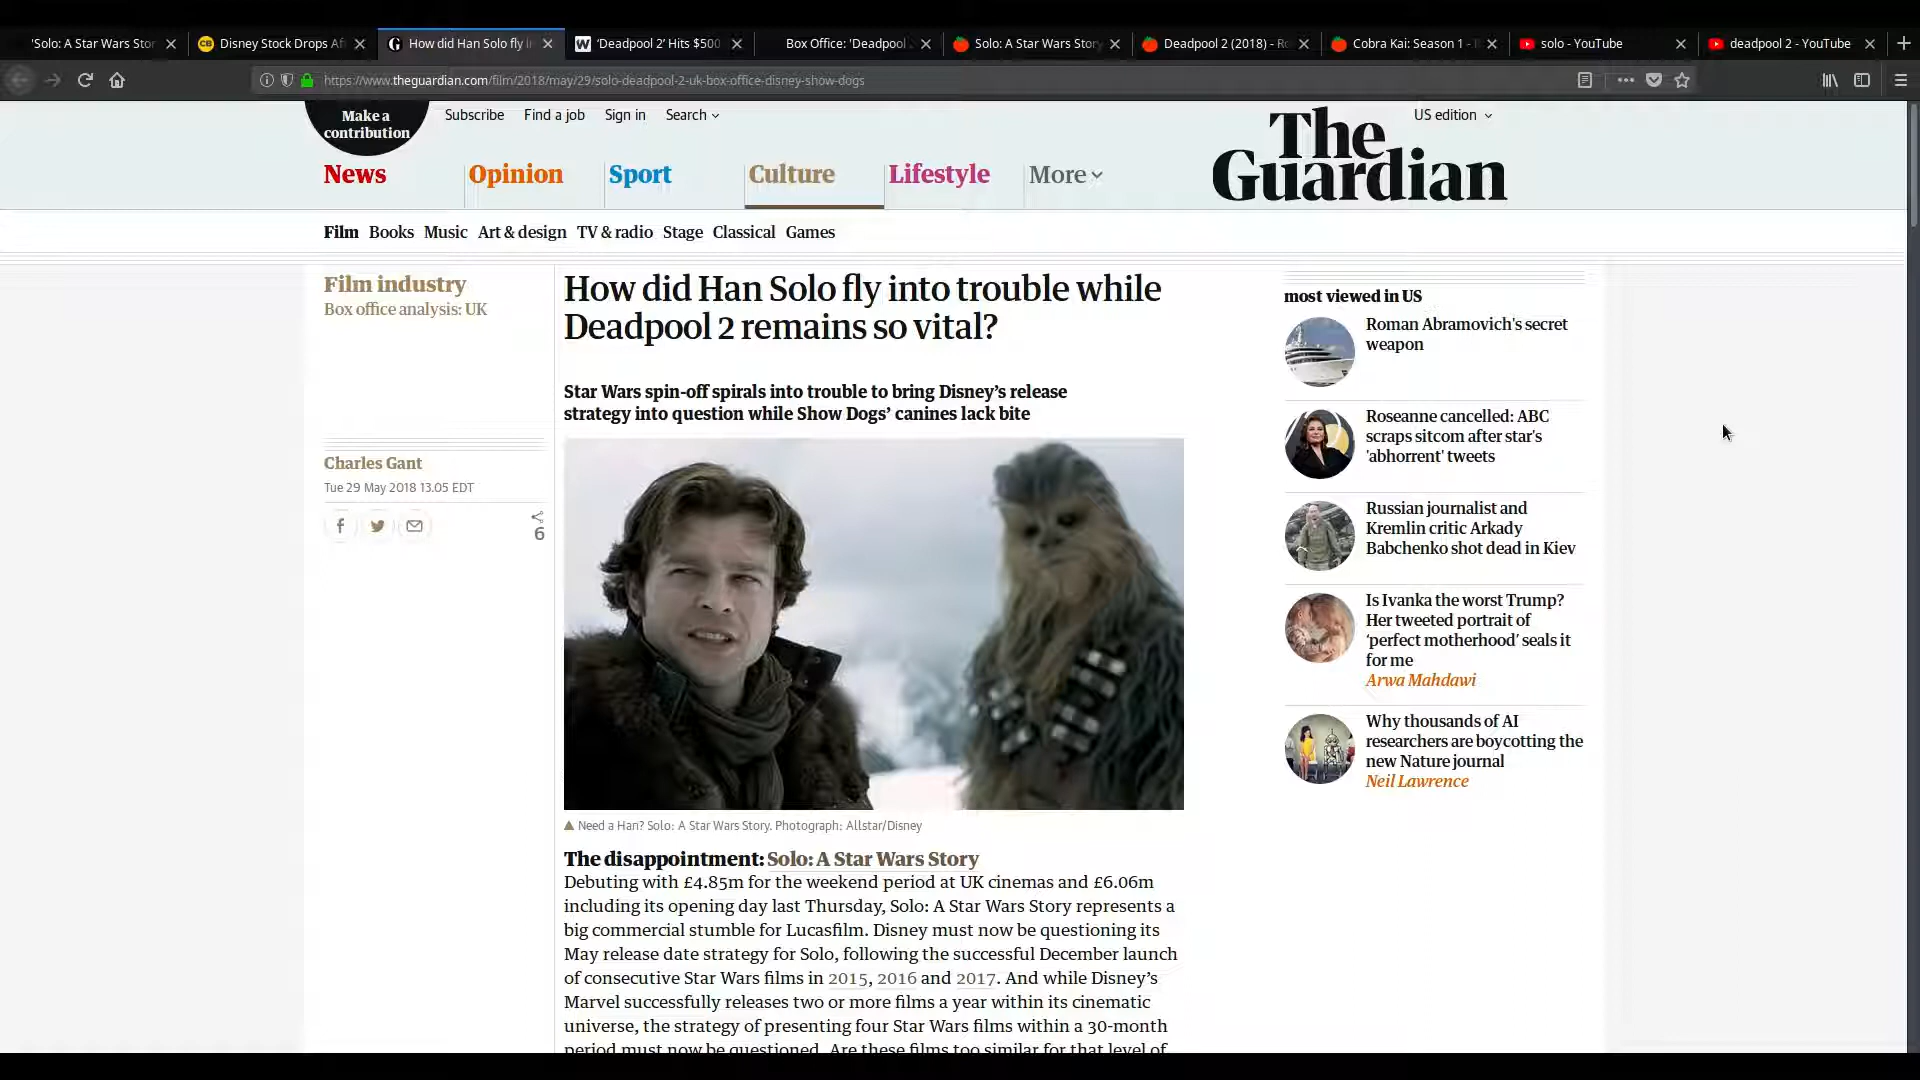 'Solo: A Star Wars Stor
Disney Stock Drops Af
How did Han Solo fly i
'Deadpool 2' Hits $500
Box Office: 'Deadpool
Solo: A Star Wars Story
Deadpool 2 (2018) - Ro
Cobra Kai: Season 1 -
solo - YouTube
deadpool 2 - YouTube
https://www.theguardian.com/film/2018/may/29/solo-deadpool-2-uk-box-office-disney-show-dogs
Make a
contribution
Subscribe Find a job Sign in Search
US edition
The
Guardian
News Opinion Sport Culture Lifestyle More
Film Books Music Art & design TV & radio Stage Classical Games
Film industry
Box office analysis: UK
How did Han Solo fly into trouble while
Deadpool 2 remains so vital?
Star Wars spin-off spirals into trouble to bring Disney's release
strategy into question while Show Dogs' canines lack bite
Charles Gant
Tue 29 May 2018 13.05 EDT
6
Need a Han? Solo: A Star Wars Story. Photograph: Allstar/Disney
The disappointment: Solo: A Star Wars Story
Debuting with £4.85m for the weekend period at UK cinemas and £6.06m
including its opening day last Thursday, Solo: A Star Wars Story represents a
big commercial stumble for Lucasfilm. Disney must now be questioning its
May release date strategy for Solo, following the successful December launch
of consecutive Star Wars films in 2015, 2016 and 2017. And while Disney's
Marvel successfully releases two or more films a year within its cinematic
universe, the strategy of presenting four Star Wars films within a 30-month
period must now be questioned. Are these films too similar for that level of
most viewed in US
Roman Abramovich's secret
weapon
Roseanne cancelled: ABC
scraps sitcom after star's
'abhorrent' tweets
Russian journalist and
Kremlin critic Arkady
Babchenko shot dead in Kiev
Is Ivanka the worst Trump?
Her tweeted portrait of
'perfect motherhood' seals it
for me
Arwa Mahdawi
Why thousands of AI
researchers are boycotting the
new Nature journal
Neil Lawrence